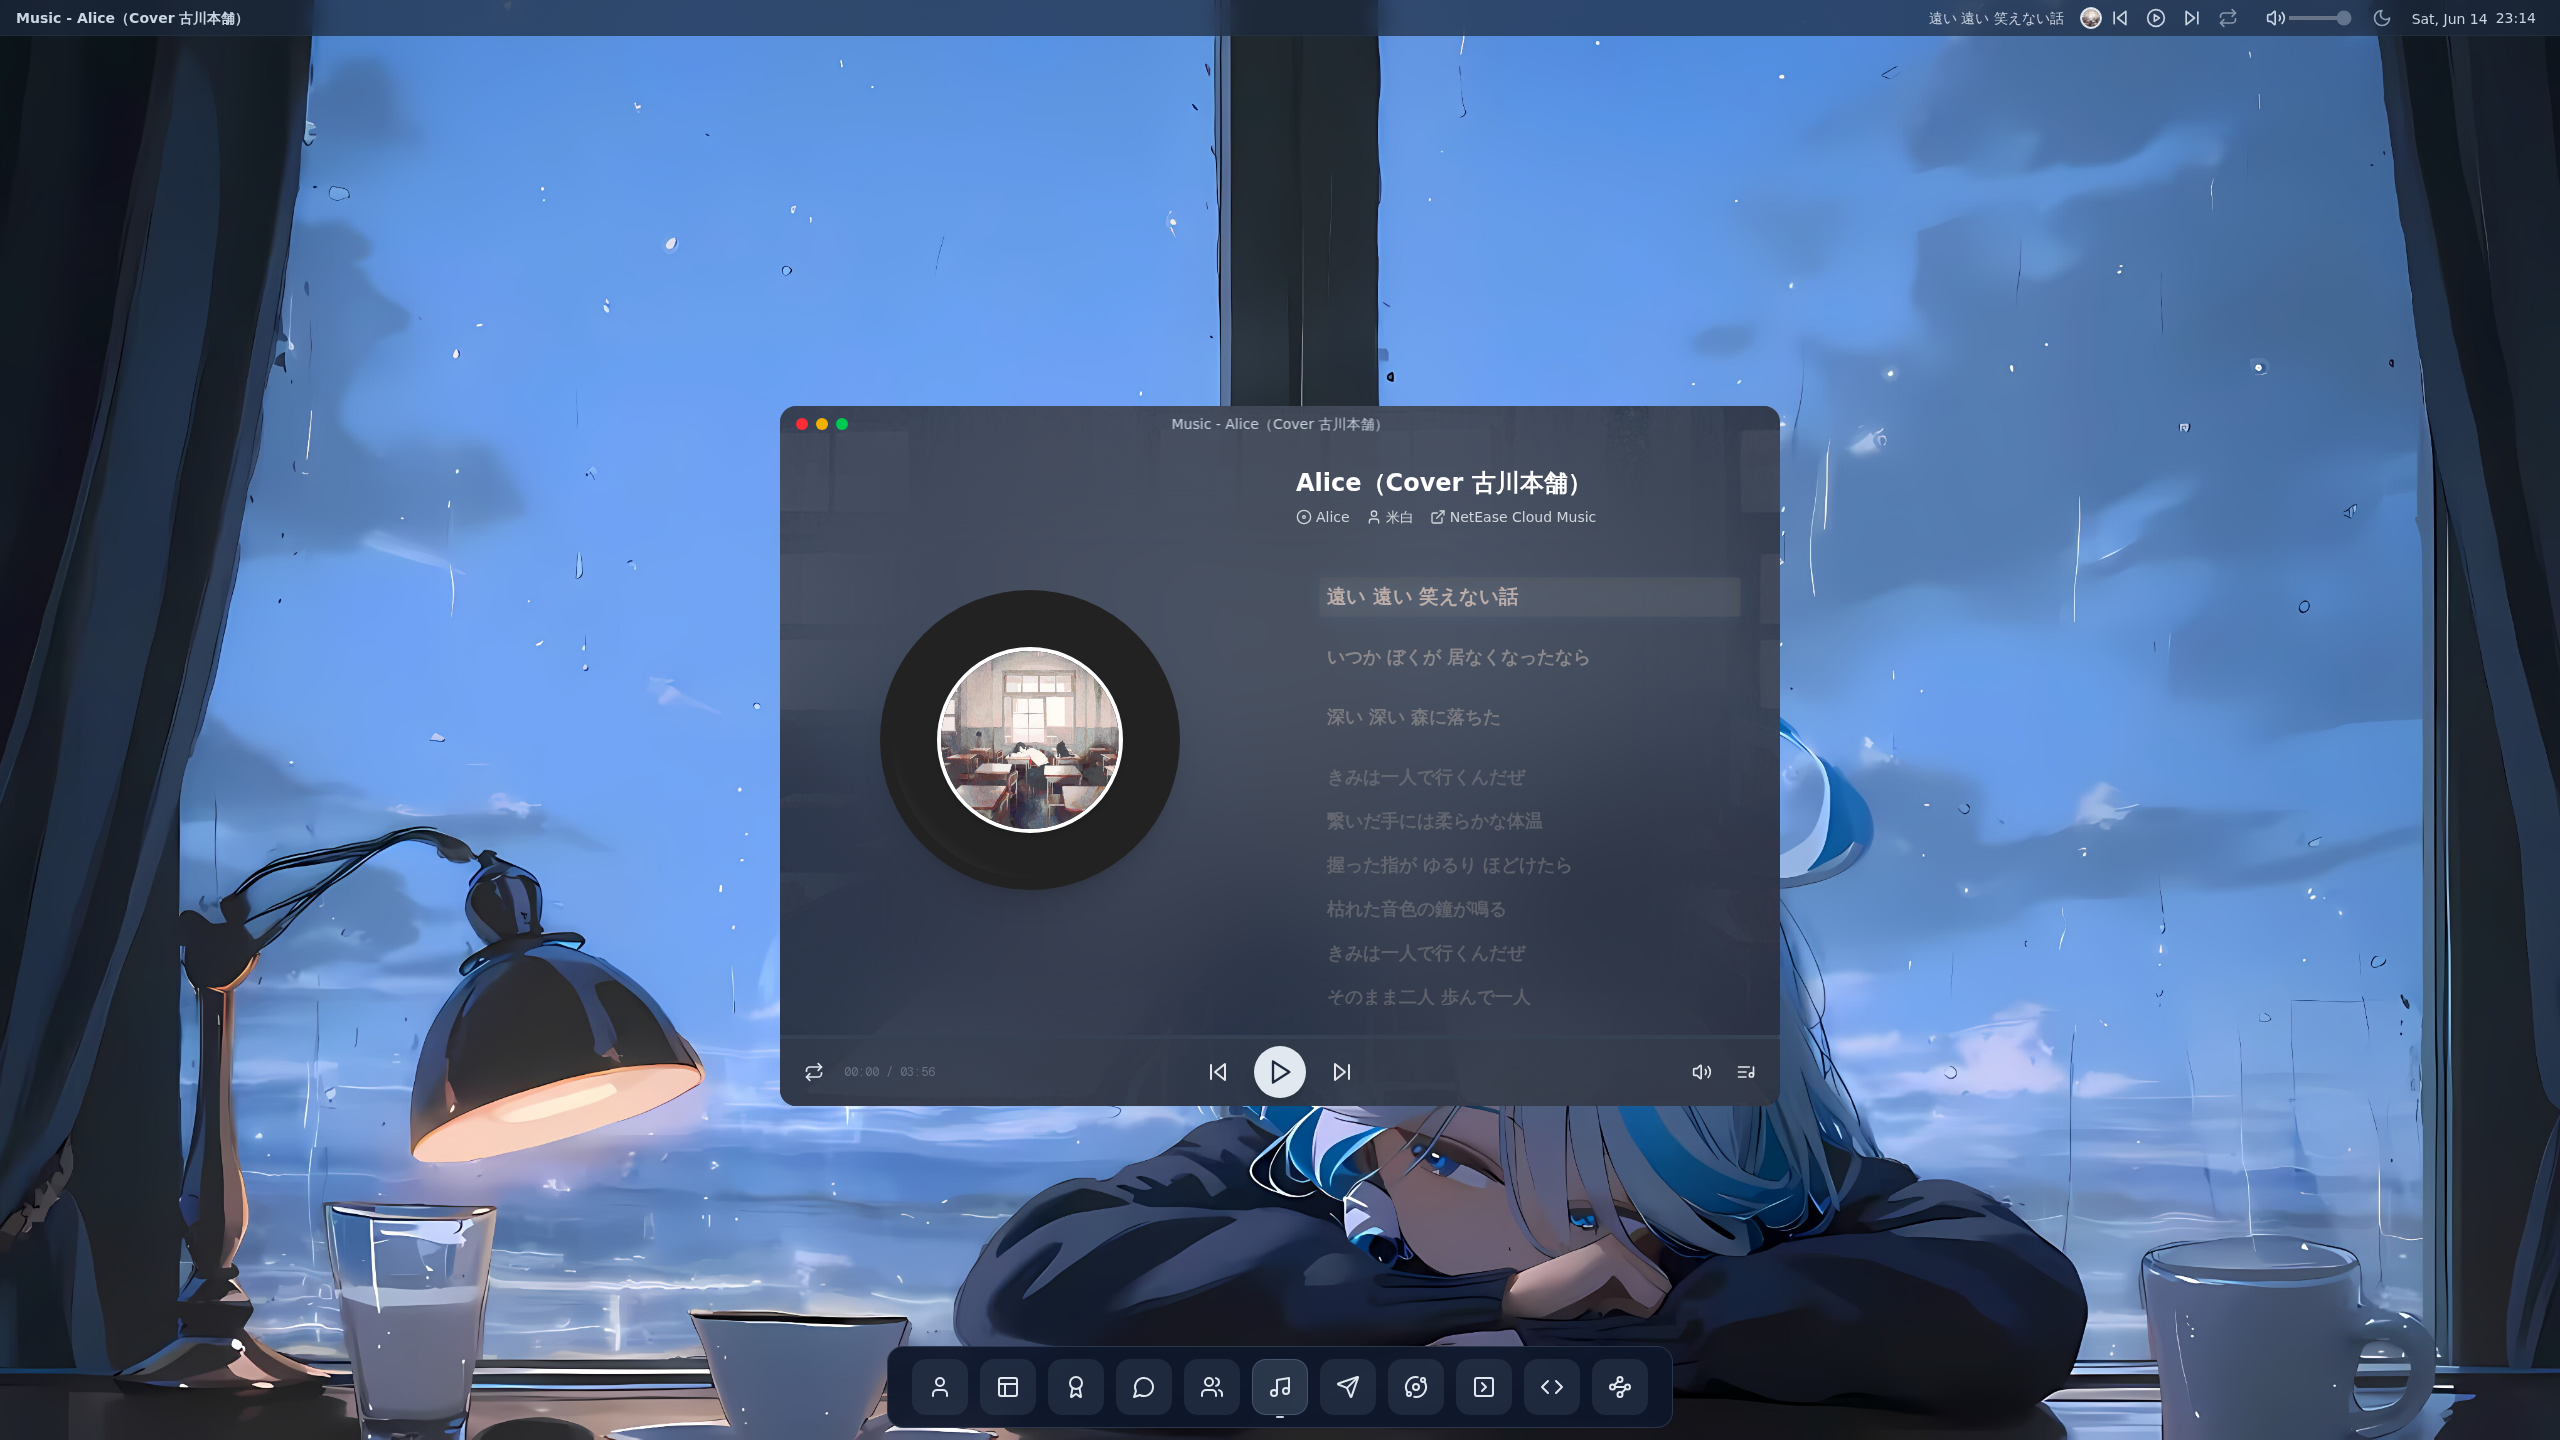 Music - Alice（Cover 古川本舗）
遠い 遠い 笑えない話
Sat, Jun 14 23:14
Music - Alice（Cover 古川本舗）
Alice（Cover 古川本舗）
Alice 米白 NetEase Cloud Music
遠い 遠い 笑えない話
いつか ぼくが 居なくなったなら
深い 深い 森に落ちた
きみは一人で行くんだぜ
繋いだ手には柔らかな体温
握った指が ゆるり ほどけたら
枯れた音色の鐘が鳴る
きみは一人で行くんだぜ
そのまま二人 歩んで一人
00:00 / 03:56